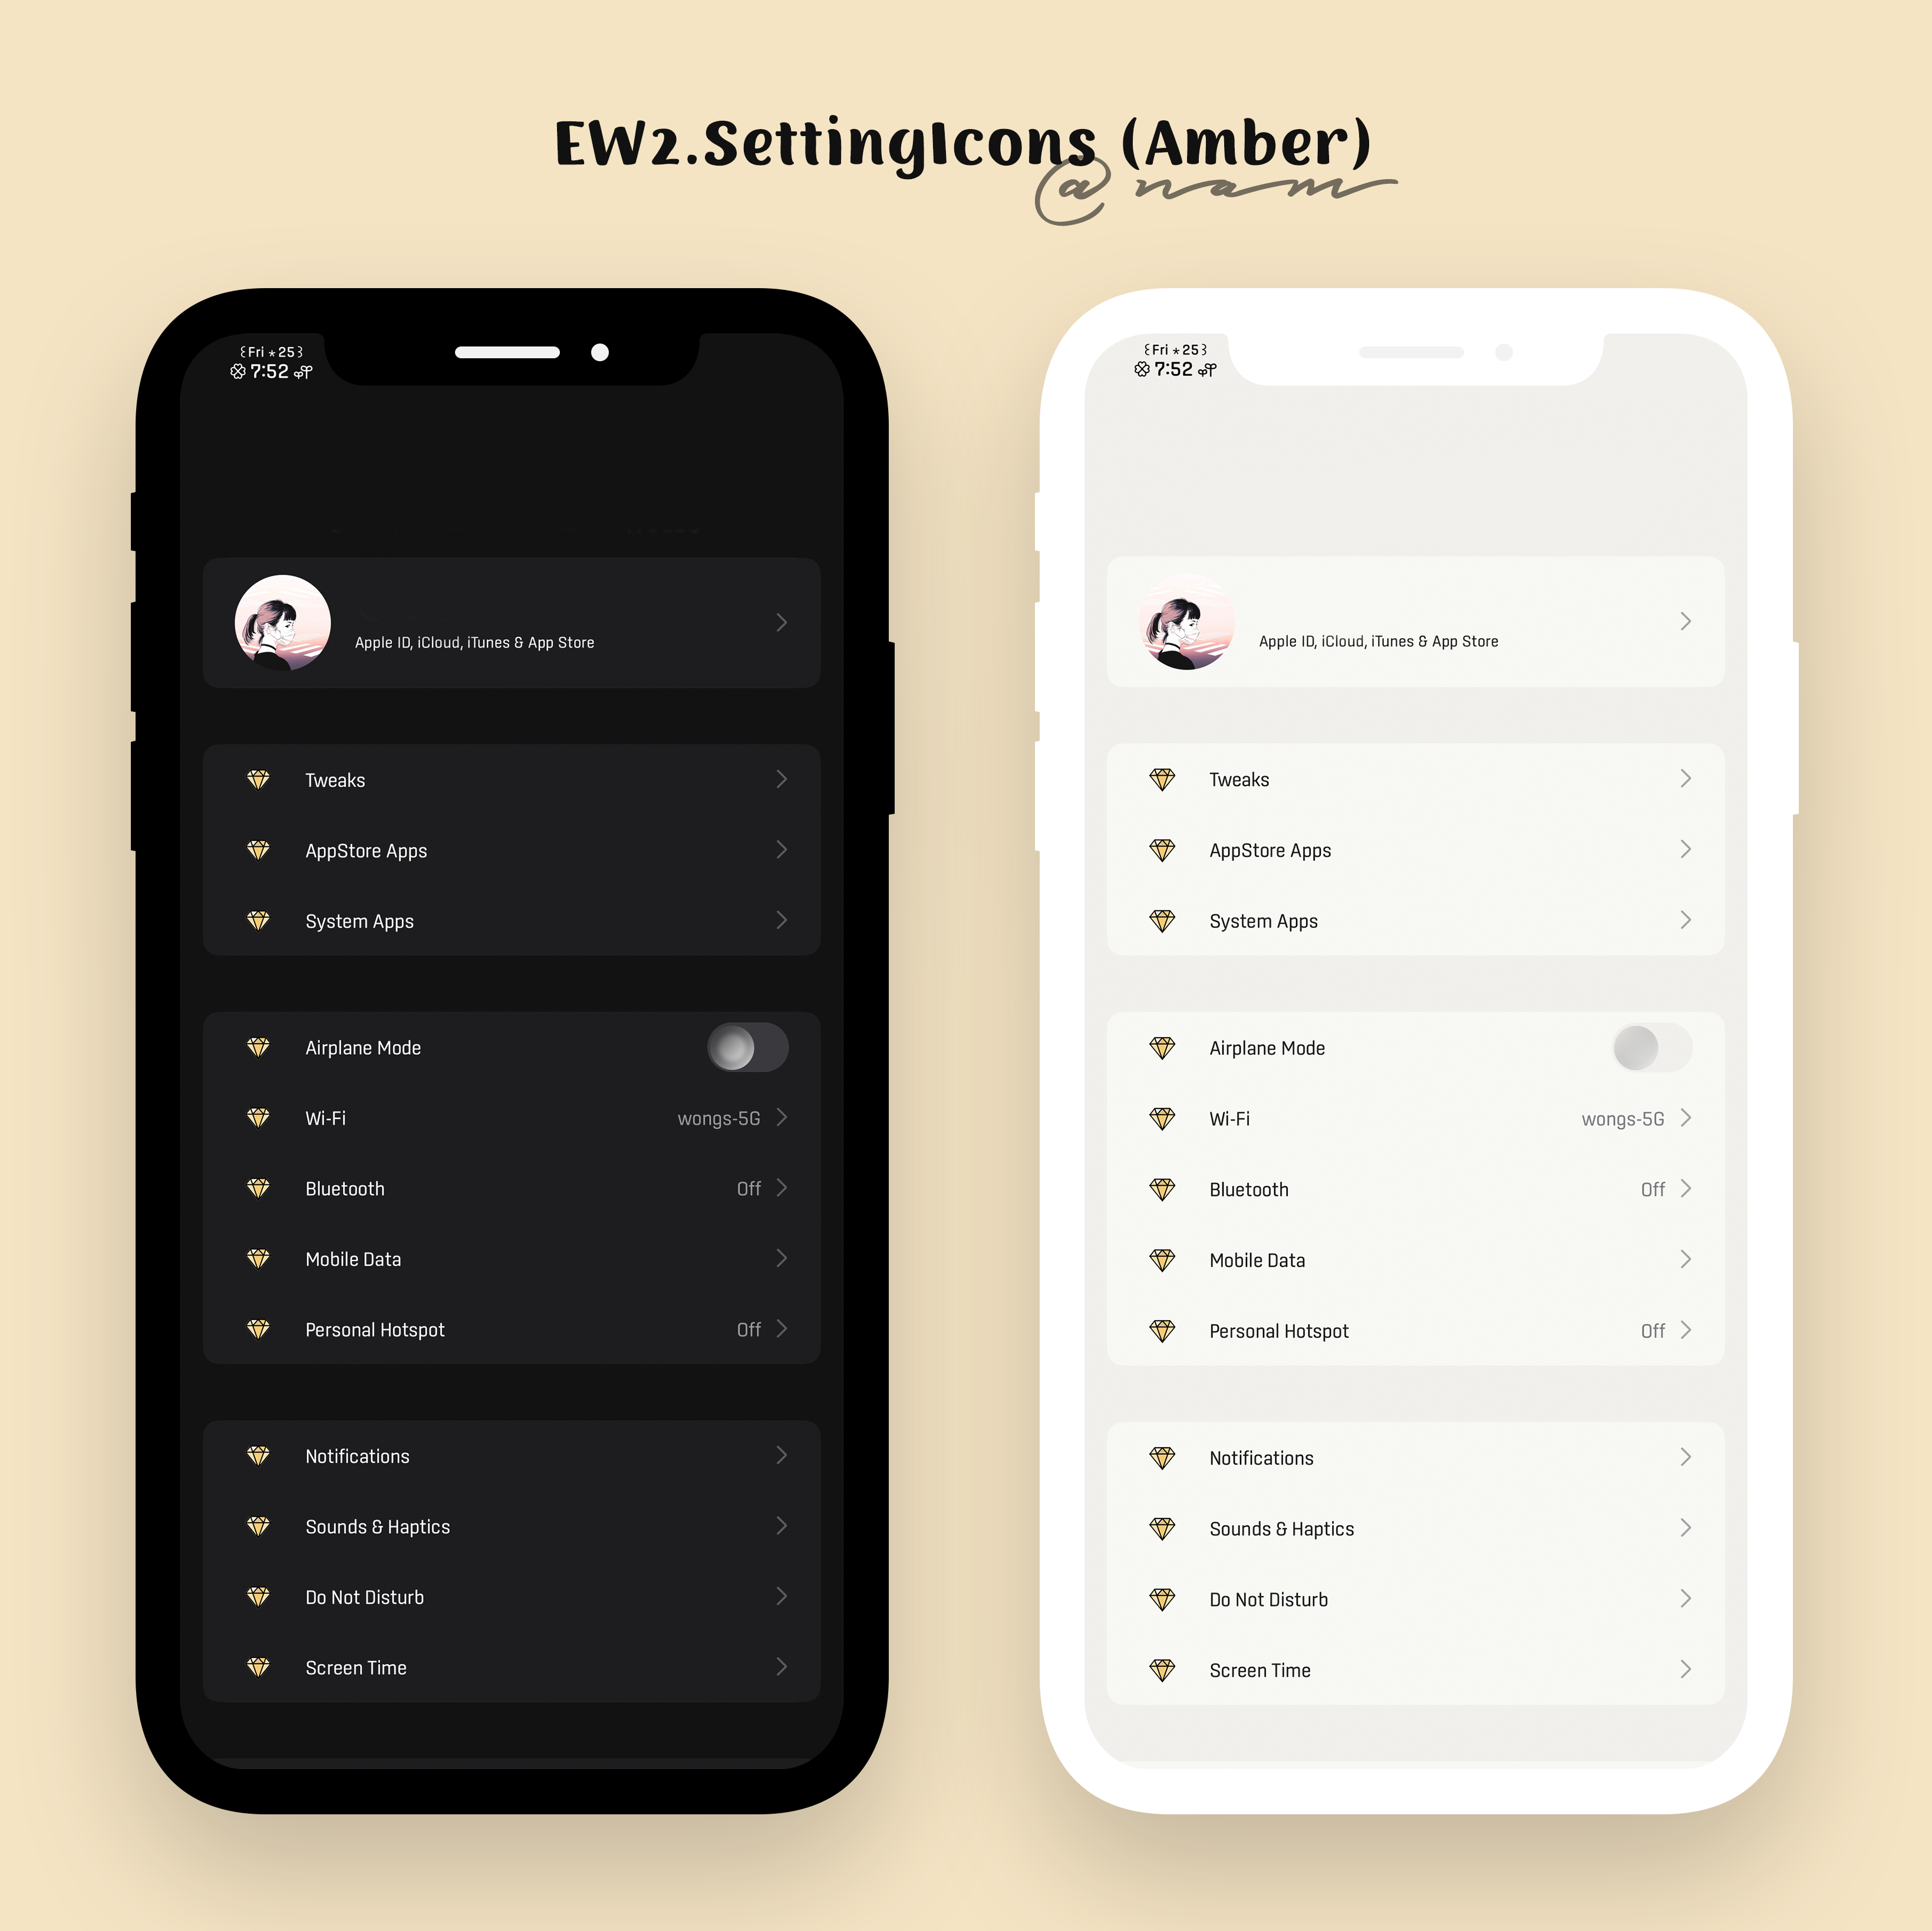 EW2.SettingIcons (Amber)
@nam
꒰Fri ⋆ 25꒱
7:52
Apple ID, iCloud, iTunes & App Store
Tweaks
AppStore Apps
System Apps
Airplane Mode
Wi-Fi wongs-5G
Bluetooth Off
Mobile Data
Personal Hotspot Off
Notifications
Sounds & Haptics
Do Not Disturb
Screen Time
꒰Fri ⋆ 25꒱
7:52
Apple ID, iCloud, iTunes & App Store
Tweaks
AppStore Apps
System Apps
Airplane Mode
Wi-Fi wongs-5G
Bluetooth Off
Mobile Data
Personal Hotspot Off
Notifications
Sounds & Haptics
Do Not Disturb
Screen Time